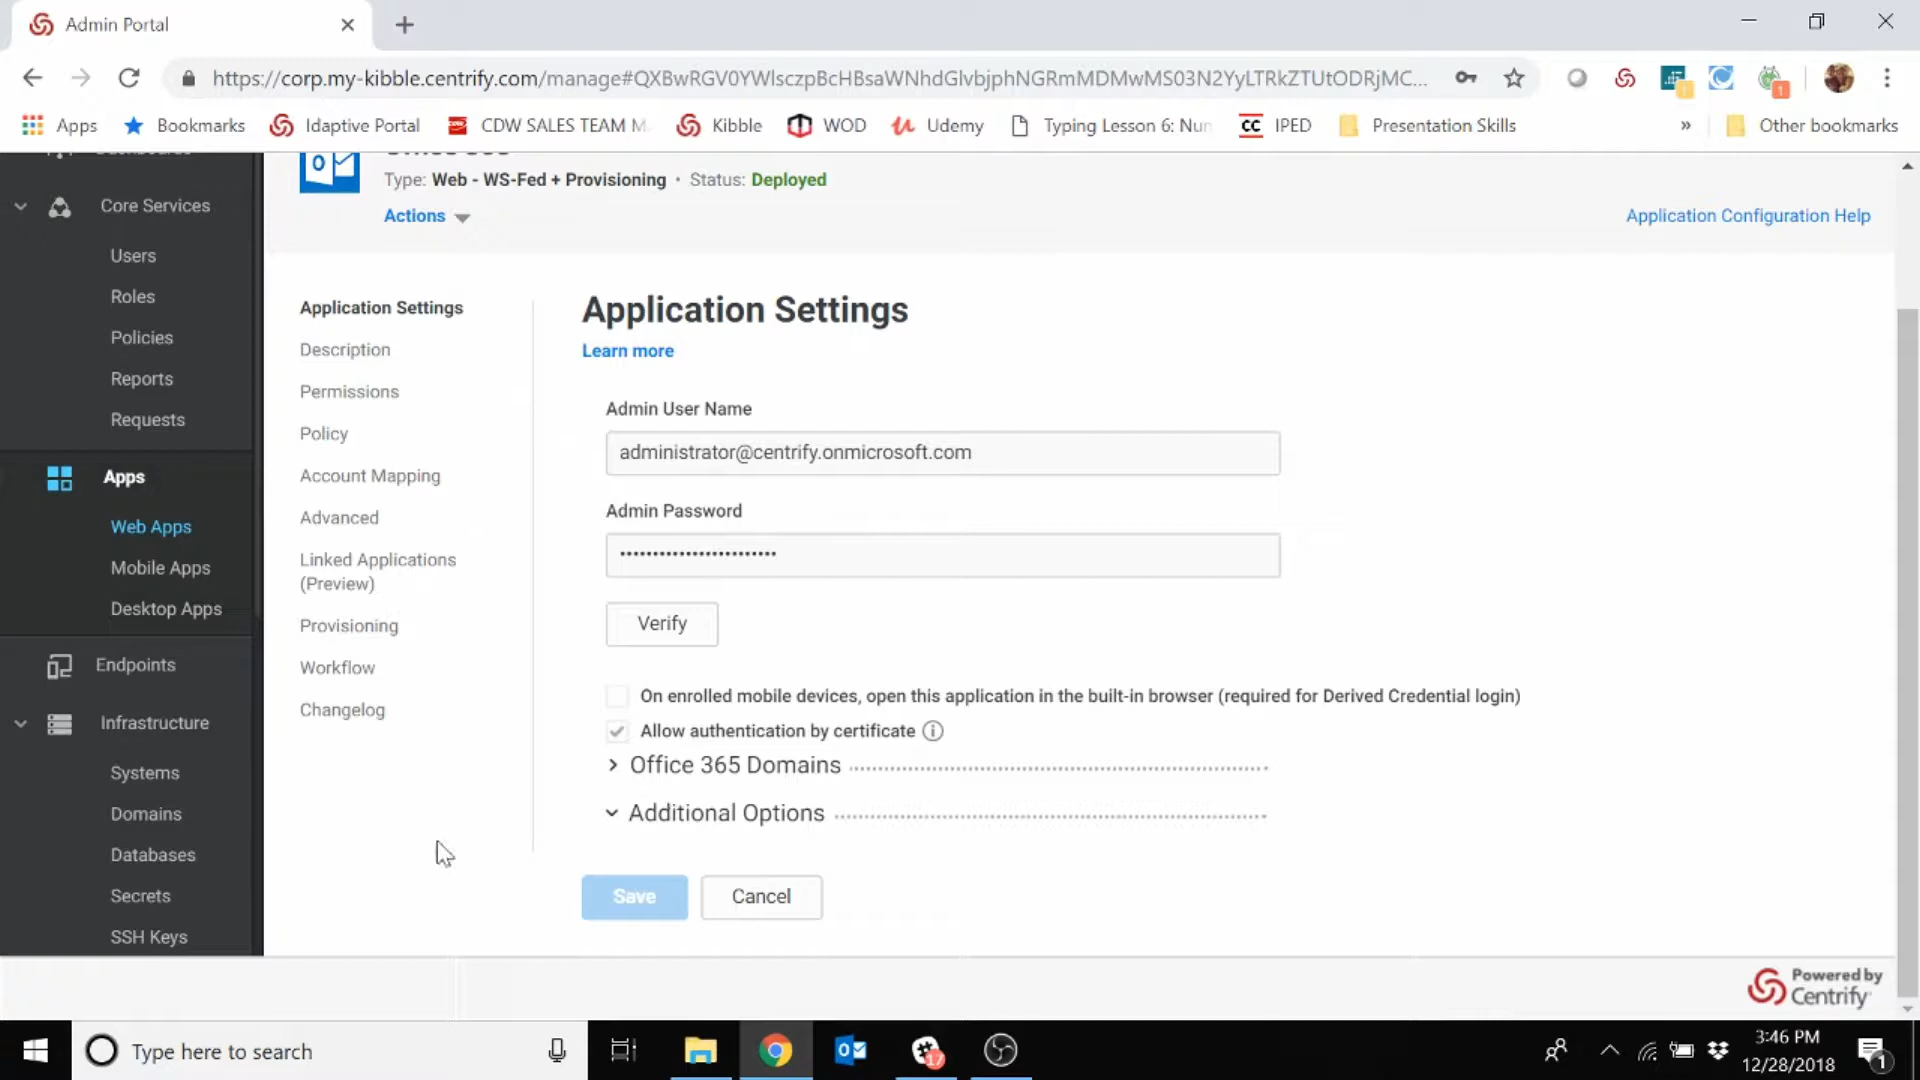 Admin Portal
https://corp.my-kibble.centrify.com/manage#QXBwRGV0YWlsczpBcHBsaWNhdGlvbjphNGRmMDMwMS03N2YyLTRkZTUtODRjMC...
Apps
Bookmarks
Idaptive Portal
CDW SALES TEAM M
Kibble
WOD
Udemy
Typing Lesson 6: Nun
CC IPED
Presentation Skills
»
Other bookmarks
Type: Web - WS-Fed + Provisioning • Status: Deployed
Actions
Application Configuration Help
Core Services
Users
Roles
Policies
Reports
Requests
Apps
Web Apps
Mobile Apps
Desktop Apps
Endpoints
Infrastructure
Systems
Domains
Databases
Secrets
SSH Keys
Application Settings
Description
Permissions
Policy
Account Mapping
Advanced
Linked Applications
(Preview)
Provisioning
Workflow
Changelog
Application Settings
Learn more
Admin User Name
administrator@centrify.onmicrosoft.com
Admin Password
••••••••••••••••••••••••
Verify
On enrolled mobile devices, open this application in the built-in browser (required for Derived Credential login)
Allow authentication by certificate
Office 365 Domains
Additional Options
Save
Cancel
Powered by
Centrify
Type here to search
17
3:46 PM
12/28/2018
1